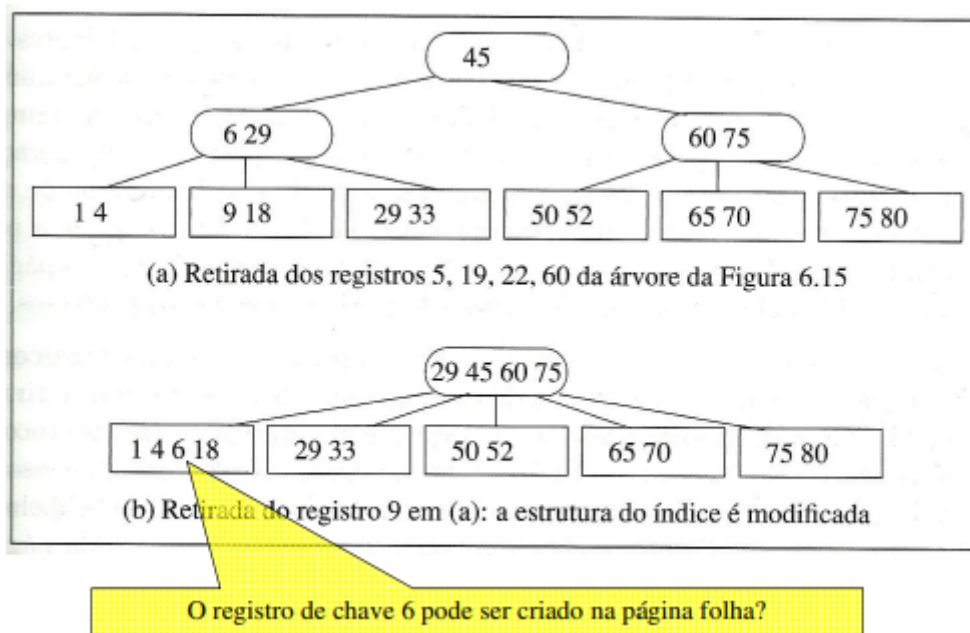 45
6 29
60 75
1 4
9 18
29 33
50 52
65 70
75 80
(a) Retirada dos registros 5, 19, 22, 60 da árvore da Figura 6.15
29 45 60 75
1 4 6 18
29 33
50 52
65 70
75 80
(b) Retirada do registro 9 em (a): a estrutura do índice é modificada
O registro de chave 6 pode ser criado na página folha?